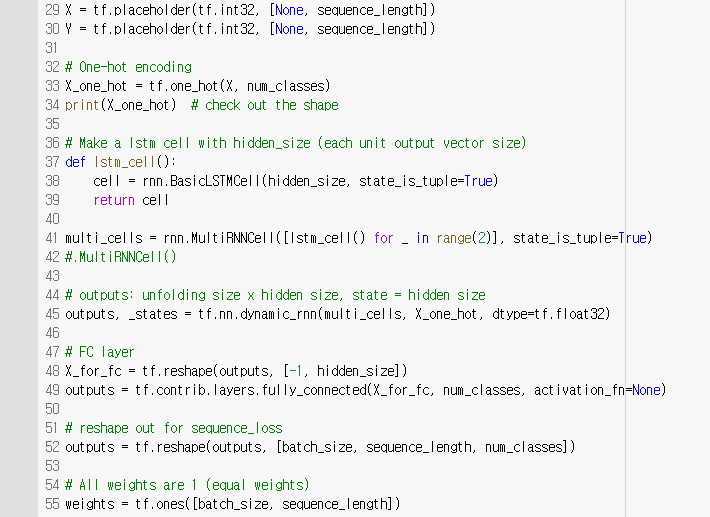 29 X = tf.placeholder(tf.int32, [None, sequence_length])
30 Y = tf.placeholder(tf.int32, [None, sequence_length])
31
32 # One-hot encoding
33 X_one_hot = tf.one_hot(X, num_classes)
34 print(X_one_hot)  # check out the shape
35
36 # Make a lstm cell with hidden_size (each unit output vector size)
37 def lstm_cell():
38     cell = rnn.BasicLSTMCell(hidden_size, state_is_tuple=True)
39     return cell
40
41 multi_cells = rnn.MultiRNNCell([lstm_cell() for _ in range(2)], state_is_tuple=True)
42 #.MultiRNNCell()
43
44 # outputs: unfolding size x hidden size, state = hidden size
45 outputs, _states = tf.nn.dynamic_rnn(multi_cells, X_one_hot, dtype=tf.float32)
46
47 # FC layer
48 X_for_fc = tf.reshape(outputs, [-1, hidden_size])
49 outputs = tf.contrib.layers.fully_connected(X_for_fc, num_classes, activation_fn=None)
50
51 # reshape out for sequence_loss
52 outputs = tf.reshape(outputs, [batch_size, sequence_length, num_classes])
53
54 # All weights are 1 (equal weights)
55 weights = tf.ones([batch_size, sequence_length])